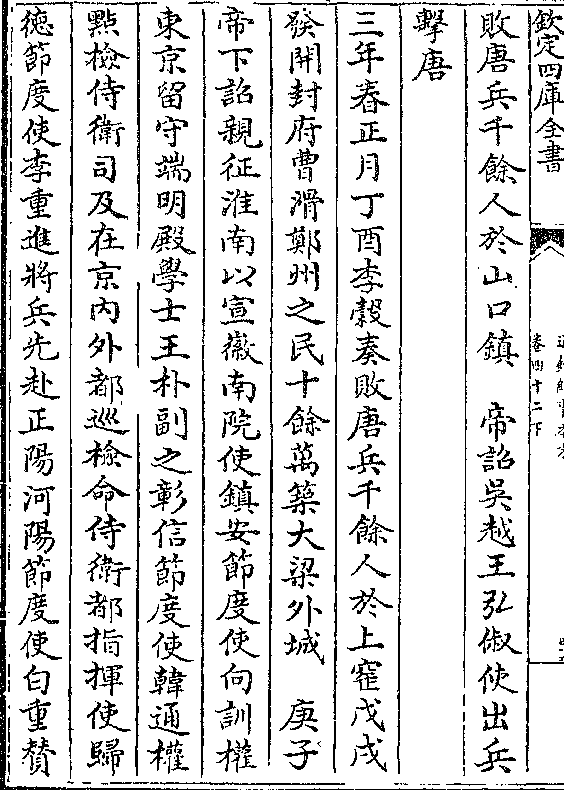 欽定四庫全書
卷四十二下
敗唐兵千餘人於山口鎮　帝詔吳越王弘俶使出兵
擊唐
三年春正月丁酉李穀奏敗唐兵千餘人於上窰戊戌
發開封府曹滑鄭州之民十餘萬築大梁外城　庚子
帝下詔親征淮南以宣徽南院使鎮安節度使向訓權
東京留守端明殿學士王朴副之彰信節度使韓通權
㸃檢侍衛司及在京内外都巡檢命侍衛都指揮使歸
徳節度使李重進將兵先赴正陽河陽節度使白重賛